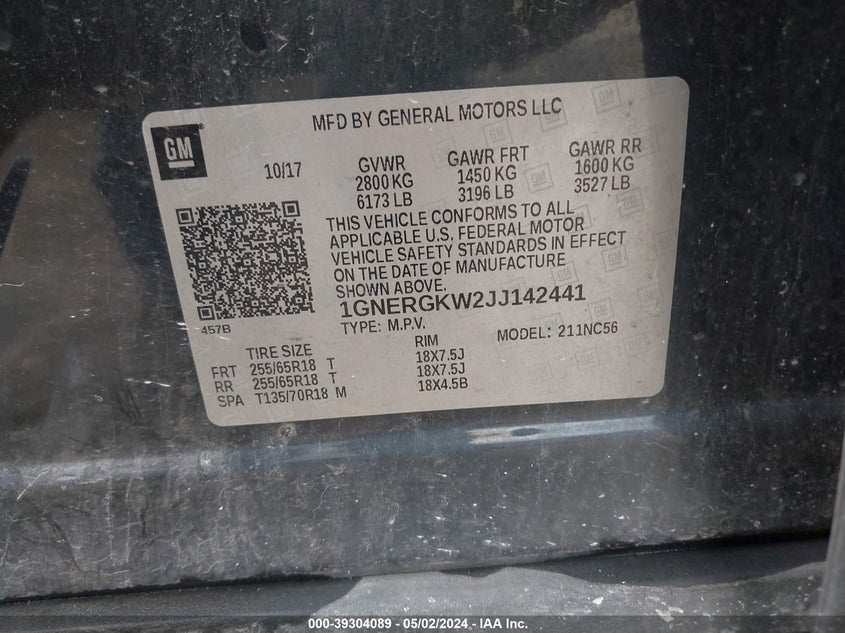 MFD BY GENERAL MOTORS LLC
GM
10/17
GVWR GAWR FRT GAWR RR
2800 KG 1450 KG 1600 KG
6173 LB 3196 LB 3527 LB
THIS VEHICLE CONFORMS TO ALL
APPLICABLE U.S. FEDERAL MOTOR
VEHICLE SAFETY STANDARDS IN EFFECT
ON THE DATE OF MANUFACTURE
SHOWN ABOVE.
1GNERGKW2JJ142441
457B
TYPE: M.P.V. MODEL: 211NC56
TIRE SIZE RIM
FRT 255/65R18 T 18X7.5J
RR 255/65R18 T 18X7.5J
SPA T135/70R18 M 18X4.5B
000-39304089 - 05/02/2024 - IAA Inc.